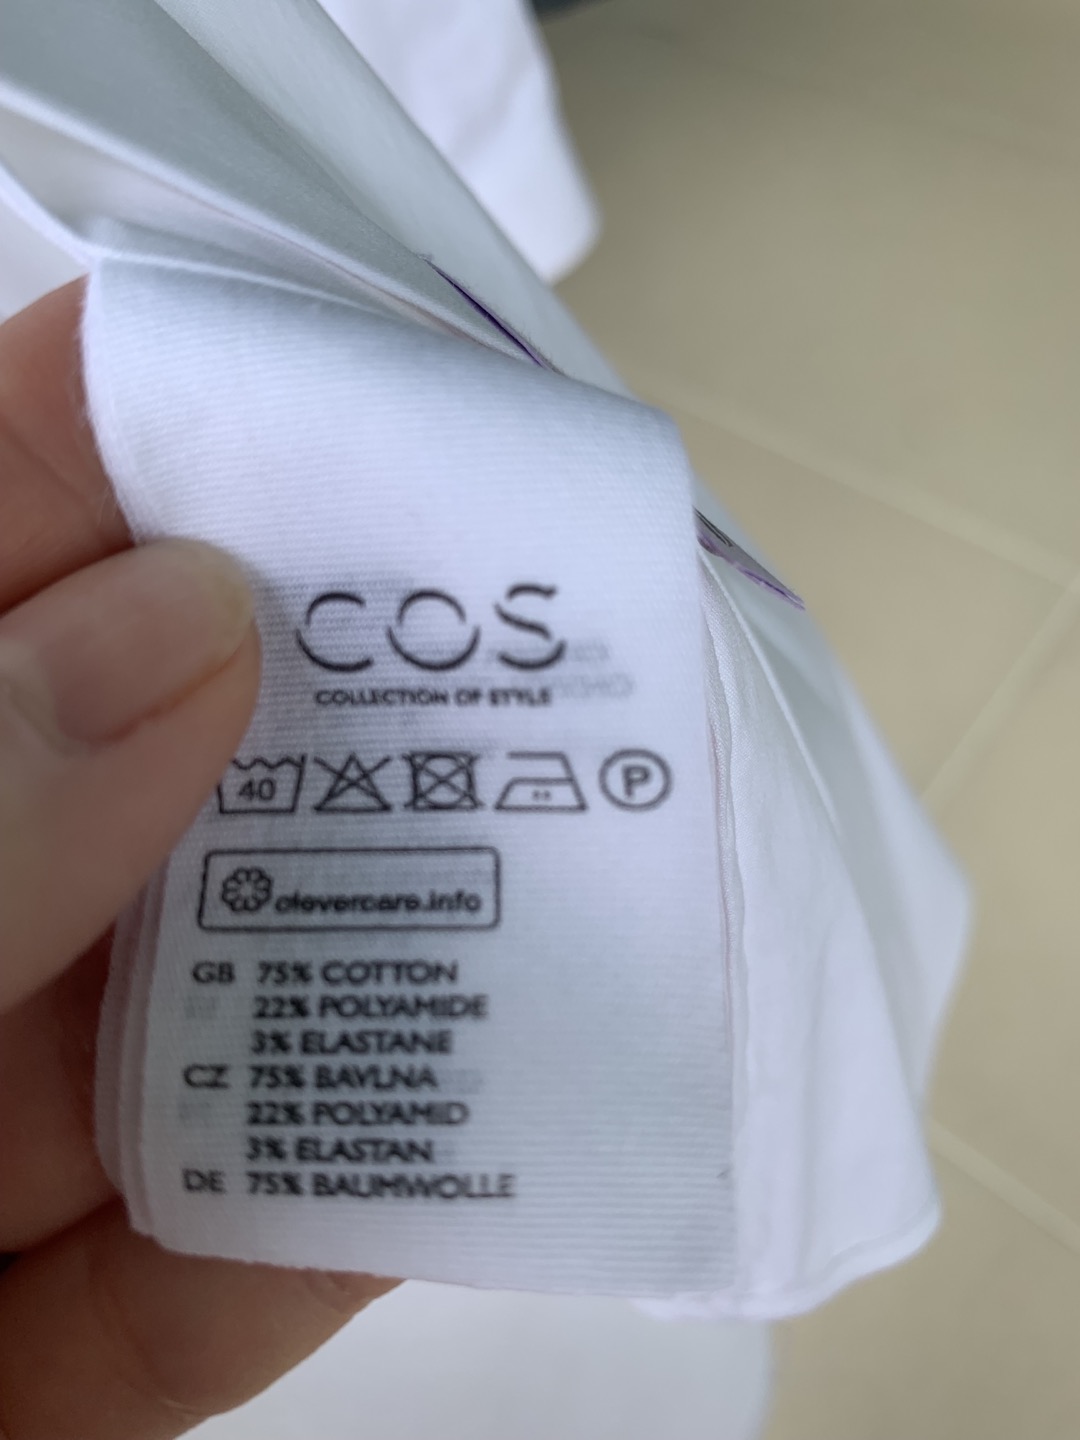 COS
COLLECTION OF STYLE
40
P
clevercare.info
GB 75% COTTON
22% POLYAMIDE
3% ELASTANE
CZ 75% BAVLNA
22% POLYAMID
3% ELASTAN
DE 75% BAUMWOLLE